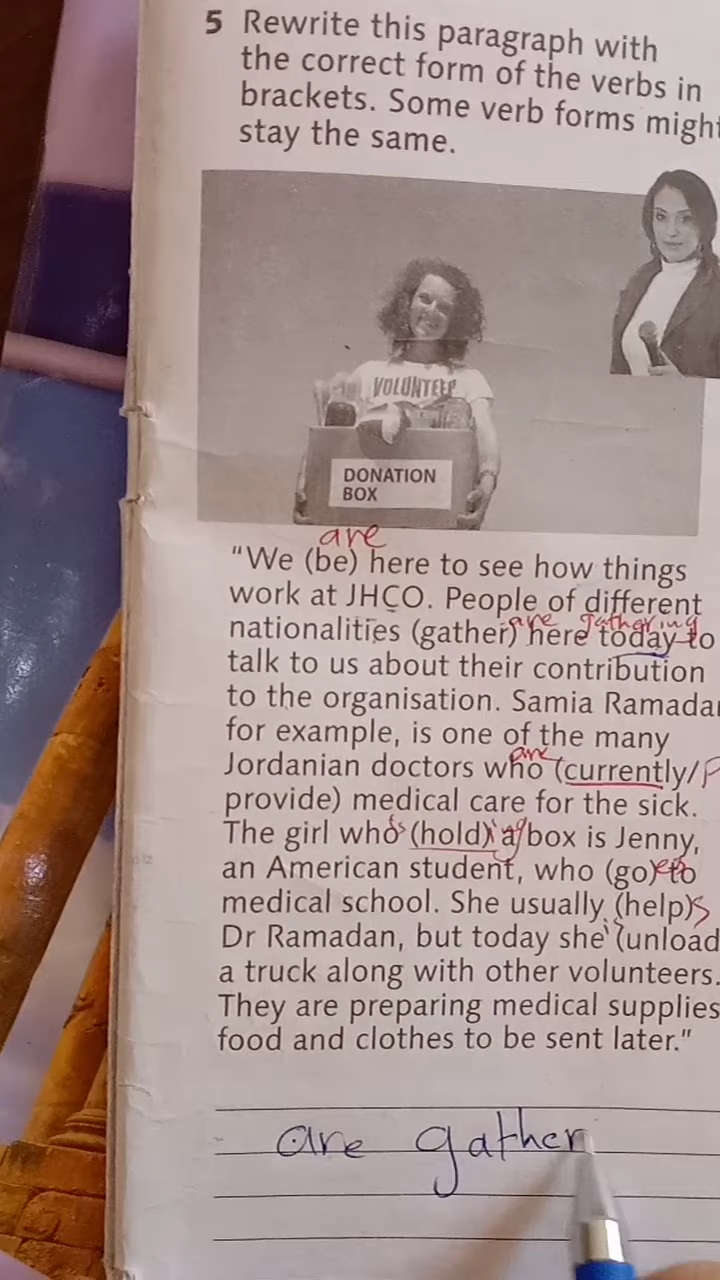 5 Rewrite this paragraph with
the correct form of the verbs in
brackets. Some verb forms might
stay the same.
VOLUNTEER
DONATION
BOX
are
"We (be) here to see how things
work at JHCO. People of different
are gathering
nationalities (gather) here today to
talk to us about their contribution
to the organisation. Samia Ramadan
for example, is one of the many
are
Jordanian doctors who (currently/
provide) medical care for the sick.
The girl who's (hold) a box is Jenny,
an American student, who (go)es to
medical school. She usually (help)s
Dr Ramadan, but today she (unload
a truck along with other volunteers.
They are preparing medical supplies
food and clothes to be sent later."
are gather